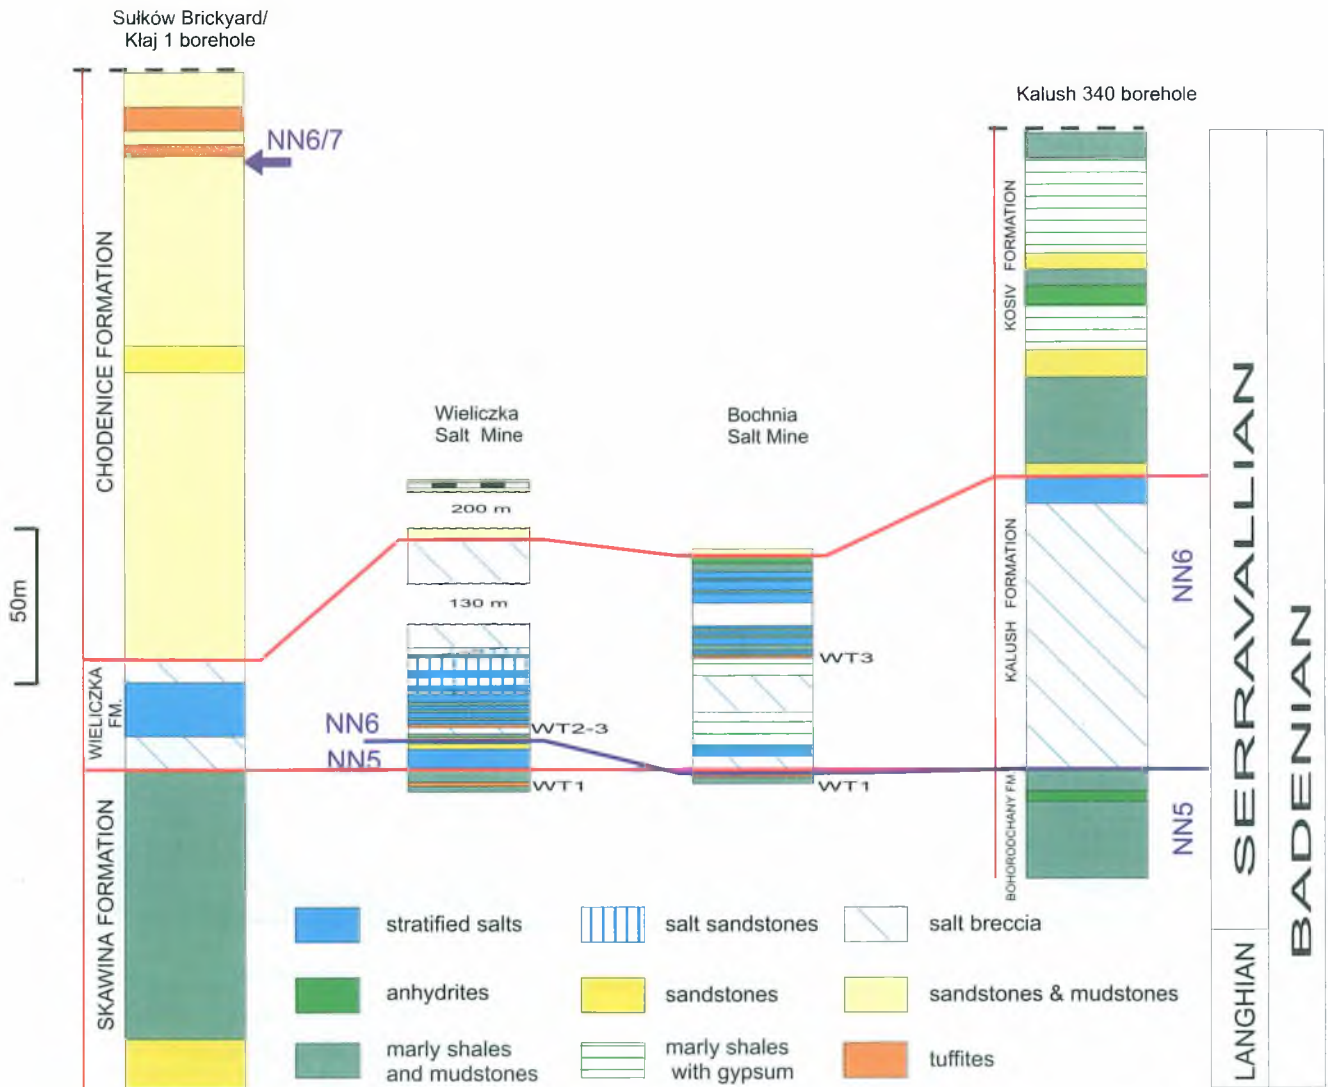 Sułków Brickyard/
Kłaj 1 borehole
Kalush 340 borehole
NN6/7
CHODENICE FORMATION
KOSIV FORMATION
Wieliczka
Salt Mine
Bochnia
Salt Mine
200 m
130 m
50m
WT3
WIELICZKA
FM.
KALUSH FORMATION
NN6
NN6
NN5
WT2-3
WT1
WT1
SKAWINA FORMATION
BOHORODCHANY FM
NN5
SERRAVALLIAN
BADENIAN
LANGHIAN
stratified salts
salt sandstones
salt breccia
anhydrites
sandstones
sandstones & mudstones
marly shales
and mudstones
marly shales
with gypsum
tuffites